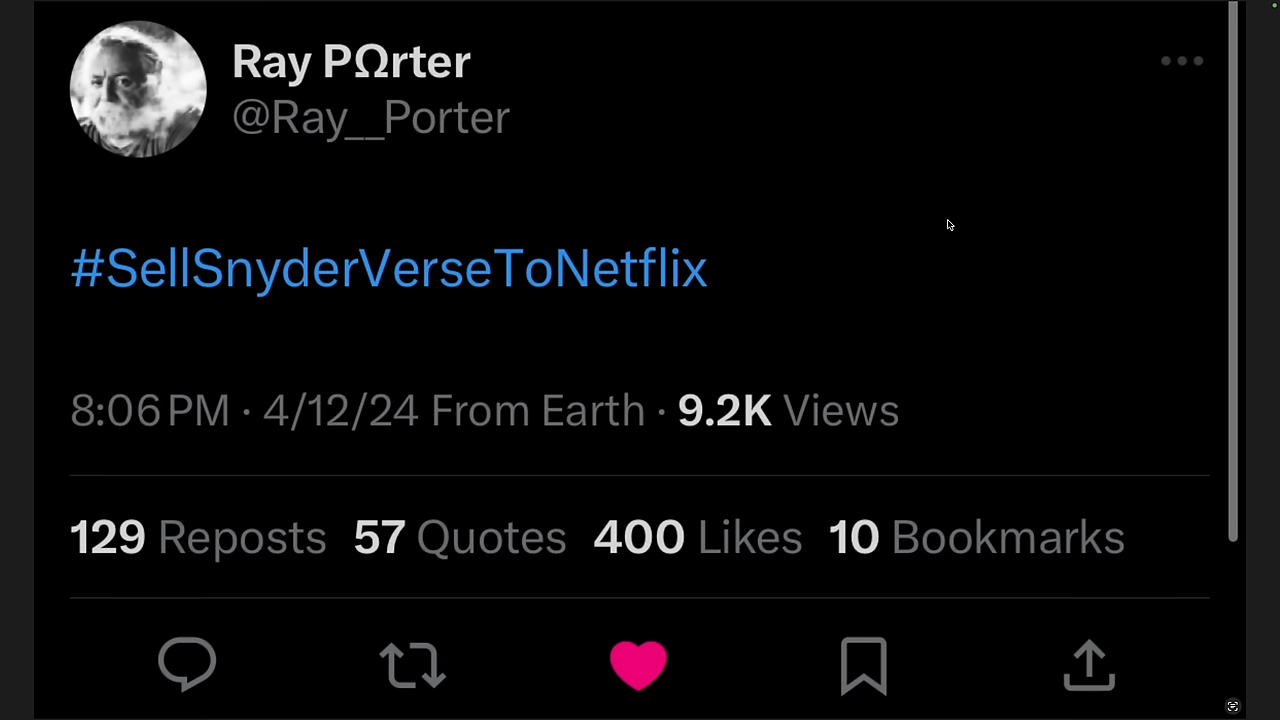 Ray PΩrter
@Ray__Porter
#SellSnyderVerseToNetflix
8:06 PM · 4/12/24 From Earth · 9.2K Views
129 Reposts 57 Quotes 400 Likes 10 Bookmarks